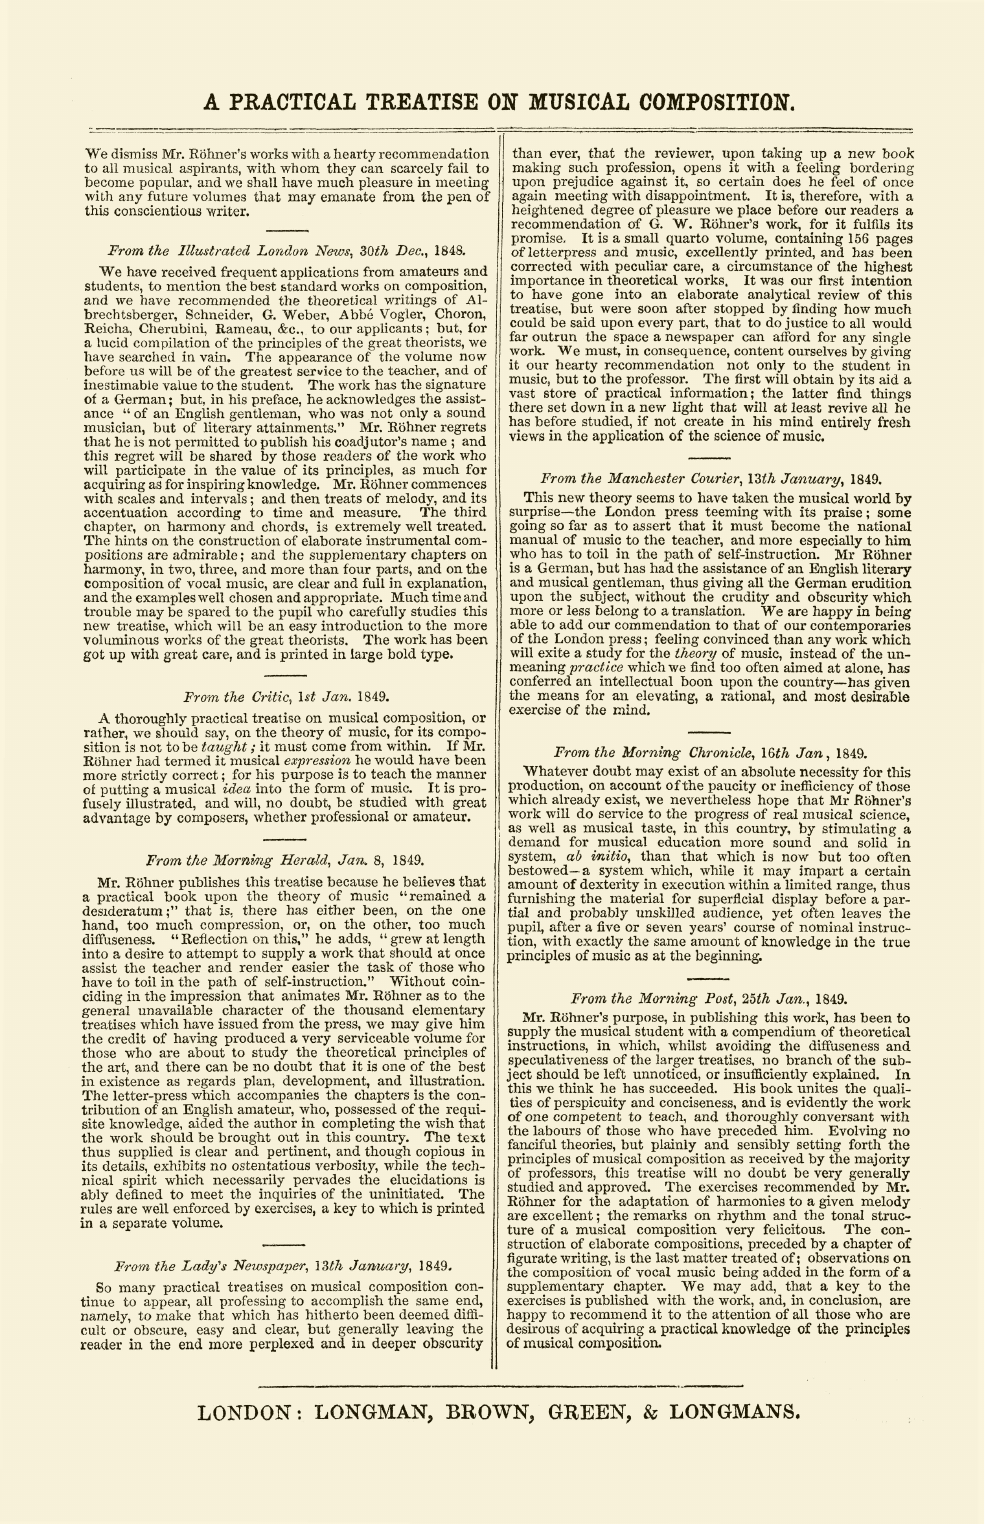 A PRACTICAL TREATISE ON MUSICAL COMPOSITION.
We dismiss Mr. Röhner's works with a hearty recommendation
to all musical aspirants, with whom they can scarcely fail to
become popular, and we shall have much pleasure in meeting
with any future volumes that may emanate from the pen of
this conscientious writer.
From the Illustrated London News, 30th Dec., 1848.
We have received frequent applications from amateurs and
students, to mention the best standard works on composition,
and we have recommended the theoretical writings of Al-
brechtsberger, Schneider, G. Weber, Abbé Vogler, Choron,
Reicha, Cherubini, Rameau, &c., to our applicants; but, for
a lucid compilation of the principles of the great theorists, we
have searched in vain. The appearance of the volume now
before us will be of the greatest service to the teacher, and of
inestimable value to the student. The work has the signature
of a German; but, in his preface, he acknowledges the assist-
ance "of an English gentleman, who was not only a sound
musician, but of literary attainments." Mr. Röhner regrets
that he is not permitted to publish his coadjutor's name; and
this regret will be shared by those readers of the work who
will participate in the value of its principles, as much for
acquiring as for inspiring knowledge. Mr. Röhner commences
with scales and intervals; and then treats of melody, and its
accentuation according to time and measure. The third
chapter, on harmony and chords, is extremely well treated.
The hints on the construction of elaborate instrumental com-
positions are admirable; and the supplementary chapters on
harmony, in two, three, and more than four parts, and on the
composition of vocal music, are clear and full in explanation,
and the examples well chosen and appropriate. Much time and
trouble may be spared to the pupil who carefully studies this
new treatise, which will be an easy introduction to the more
voluminous works of the great theorists. The work has been
got up with great care, and is printed in large bold type.
From the Critic, 1st Jan. 1849.
A thoroughly practical treatise on musical composition, or
rather, we should say, on the theory of music, for its compo-
sition is not to be taught; it must come from within. If Mr.
Röhner had termed it musical expression he would have been
more strictly correct; for his purpose is to teach the manner
of putting a musical idea into the form of music. It is pro-
fusely illustrated, and will, no doubt, be studied with great
advantage by composers, whether professional or amateur.
From the Morning Herald, Jan. 8, 1849.
Mr. Röhner publishes this treatise because he believes that
a practical book upon the theory of music "remained a
desideratum;" that is, there has either been, on the one
hand, too much compression, or, on the other, too much
diffuseness. "Reflection on this," he adds, "grew at length
into a desire to attempt to supply a work that should at once
assist the teacher and render easier the task of those who
have to toil in the path of self-instruction." Without coin-
ciding in the impression that animates Mr. Röhner as to the
general unavailable character of the thousand elementary
treatises which have issued from the press, we may give him
the credit of having produced a very serviceable volume for
those who are about to study the theoretical principles of
the art, and there can be no doubt that it is one of the best
in existence as regards plan, development, and illustration.
The letter-press which accompanies the chapters is the con-
tribution of an English amateur, who, possessed of the requi-
site knowledge, aided the author in completing the wish that
the work should be brought out in this country. The text
thus supplied is clear and pertinent, and though copious in
its details, exhibits no ostentatious verbosity, while the tech-
nical spirit which necessarily pervades the elucidations is
ably defined to meet the inquiries of the uninitiated. The
rules are well enforced by exercises, a key to which is printed
in a separate volume.
From the Lady's Newspaper, 13th January, 1849.
So many practical treatises on musical composition con-
tinue to appear, all professing to accomplish the same end,
namely, to make that which has hitherto been deemed diffi-
cult or obscure, easy and clear, but generally leaving the
reader in the end more perplexed and in deeper obscurity
than ever, that the reviewer, upon taking up a new book
making such profession, opens it with a feeling bordering
upon prejudice against it, so certain does he feel of once
again meeting with disappointment. It is, therefore, with a
heightened degree of pleasure we place before our readers a
recommendation of G. W. Röhner's work, for it fulfils its
promise. It is a small quarto volume, containing 156 pages
of letterpress and music, excellently printed, and has been
corrected with peculiar care, a circumstance of the highest
importance in theoretical works. It was our first intention
to have gone into an elaborate analytical review of this
treatise, but were soon after stopped by finding how much
could be said upon every part, that to do justice to all would
far outrun the space a newspaper can afford for any single
work. We must, in consequence, content ourselves by giving
it our hearty recommendation not only to the student in
music, but to the professor. The first will obtain by its aid a
vast store of practical information; the latter find things
there set down in a new light that will at least revive all he
has before studied, if not create in his mind entirely fresh
views in the application of the science of music.
From the Manchester Courier, 13th January, 1849.
This new theory seems to have taken the musical world by
surprise—the London press teeming with its praise; some
going so far as to assert that it must become the national
manual of music to the teacher, and more especially to him
who has to toil in the path of self-instruction. Mr Röhner
is a German, but has had the assistance of an English literary
and musical gentleman, thus giving all the German erudition
upon the subject, without the crudity and obscurity which
more or less belong to a translation. We are happy in being
able to add our commendation to that of our contemporaries
of the London press; feeling convinced than any work which
will exite a study for the theory of music, instead of the un-
meaning practice which we find too often aimed at alone, has
conferred an intellectual boon upon the country—has given
the means for an elevating, a rational, and most desirable
exercise of the mind.
From the Morning Chronicle, 16th Jan, 1849.
Whatever doubt may exist of an absolute necessity for this
production, on account of the paucity or inefficiency of those
which already exist, we nevertheless hope that Mr Röhner's
work will do service to the progress of real musical science,
as well as musical taste, in this country, by stimulating a
demand for musical education more sound and solid in
system, ab initio, than that which is now but too often
bestowed—a system which, while it may impart a certain
amount of dexterity in execution within a limited range, thus
furnishing the material for superficial display before a par-
tial and probably unskilled audience, yet often leaves the
pupil, after a five or seven years' course of nominal instruc-
tion, with exactly the same amount of knowledge in the true
principles of music as at the beginning.
From the Morning Post, 25th Jan., 1849.
Mr. Röhner's purpose, in publishing this work, has been to
supply the musical student with a compendium of theoretical
instructions, in which, whilst avoiding the diffuseness and
speculativeness of the larger treatises, no branch of the sub-
ject should be left unnoticed, or insufficiently explained. In
this we think he has succeeded. His book unites the quali-
ties of perspicuity and conciseness, and is evidently the work
of one competent to teach, and thoroughly conversant with
the labours of those who have preceded him. Evolving no
fanciful theories, but plainly and sensibly setting forth the
principles of musical composition as received by the majority
of professors, this treatise will no doubt be very generally
studied and approved. The exercises recommended by Mr.
Röhner for the adaptation of harmonies to a given melody
are excellent; the remarks on rhythm and the tonal struc-
ture of a musical composition very felicitous. The con-
struction of elaborate compositions, preceded by a chapter of
figurate writing, is the last matter treated of; observations on
the composition of vocal music being added in the form of a
supplementary chapter. We may add, that a key to the
exercises is published with the work, and, in conclusion, are
happy to recommend it to the attention of all those who are
desirous of acquiring a practical knowledge of the principles
of musical composition.
LONDON: LONGMAN, BROWN, GREEN, & LONGMANS.